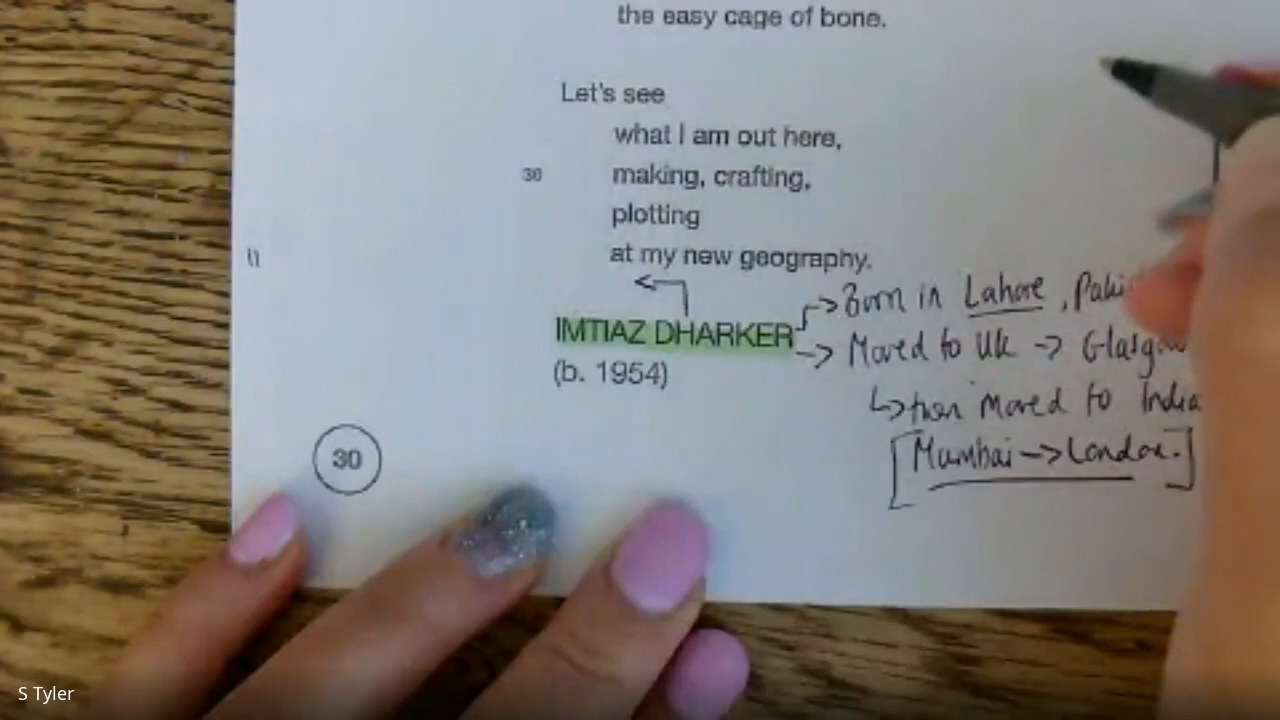 the easy cage of bone.
Let's see
what I am out here,
30 making, crafting,
plotting
at my new geography.
IMTIAZ DHARKER
(b. 1954)
-> Born in Lahore, Paki
-> Moved to UK -> Glasg
↳ then moved to India
[Mumbai -> London.]
30
S Tyler